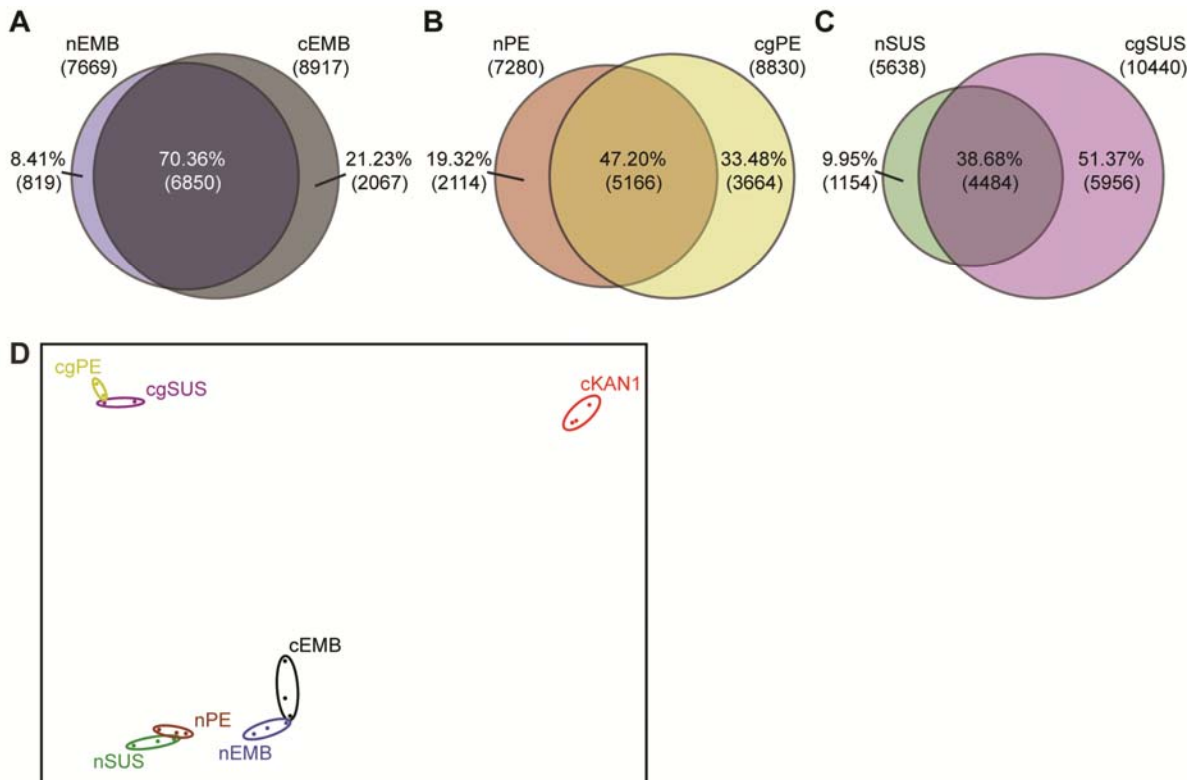 A
nEMB
(7669)
cEMB
(8917)
8.41%
(819)
70.36%
(6850)
21.23%
(2067)
B
nPE
(7280)
cgPE
(8830)
19.32%
(2114)
47.20%
(5166)
33.48%
(3664)
C
nSUS
(5638)
cgSUS
(10440)
9.95%
(1154)
38.68%
(4484)
51.37%
(5956)
D
cgPE
cgSUS
cKAN1
cEMB
nPE
nSUS
nEMB